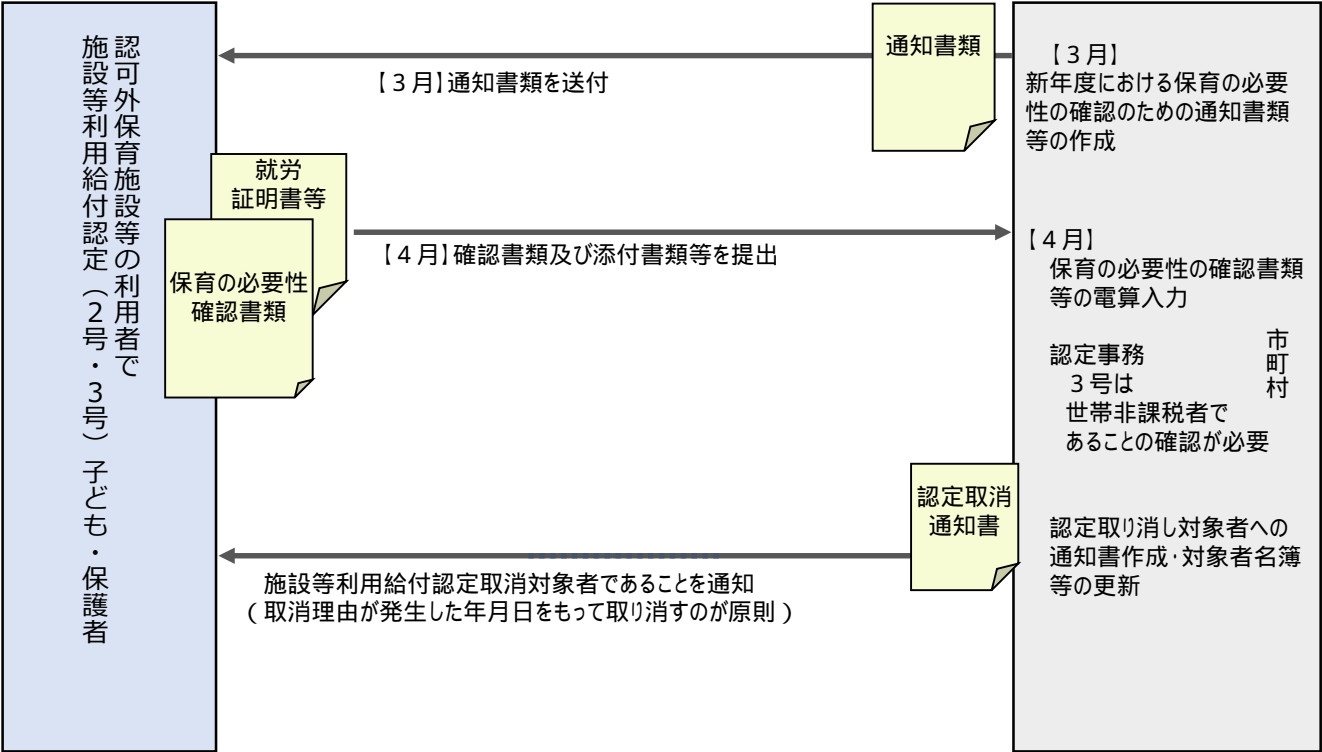 認可外保育施設等の利用者で
施設等利用給付認定（２号・３号）子ども・保護者
通知書類
【３月】通知書類を送付
【３月】
新年度における保育の必要
性の確認のための通知書類
等の作成
就労
証明書等
保育の必要性
確認書類
【４月】確認書類及び添付書類等を提出
【４月】
保育の必要性の確認書類
等の電算入力
認定事務
３号は
世帯非課税者で
あることの確認が必要
市町村
認定取消
通知書
認定取り消し対象者への
通知書作成・対象者名簿
等の更新
施設等利用給付認定取消対象者であることを通知
（取消理由が発生した年月日をもって取り消すのが原則）